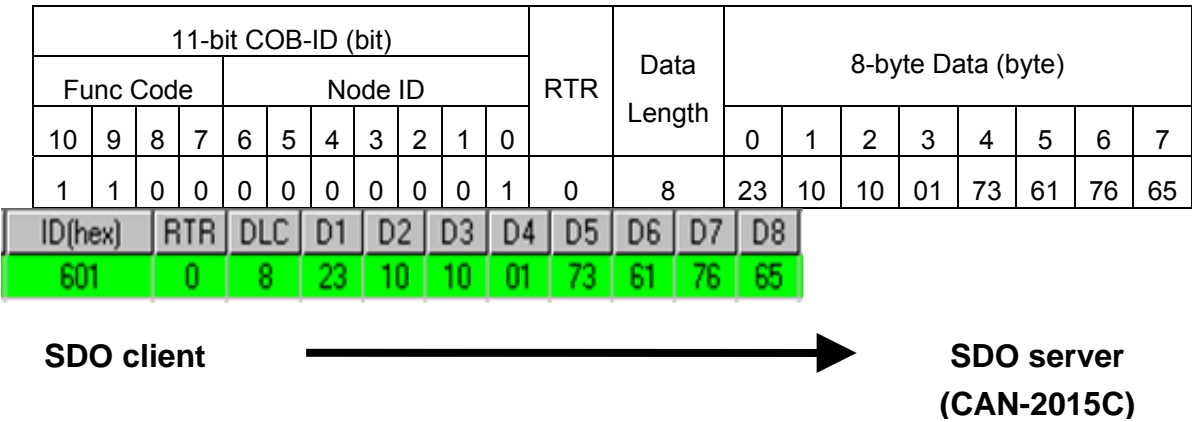 11-bit COB-ID (bit) RTR Data Length 8-byte Data (byte)
Func Code Node ID
10 9 8 7 6 5 4 3 2 1 0 0 1 2 3 4 5 6 7
1 1 0 0 0 0 0 0 0 0 1 0 8 23 10 10 01 73 61 76 65
ID(hex) RTR DLC D1 D2 D3 D4 D5 D6 D7 D8
601 0 8 23 10 10 01 73 61 76 65
SDO client SDO server
(CAN-2015C)